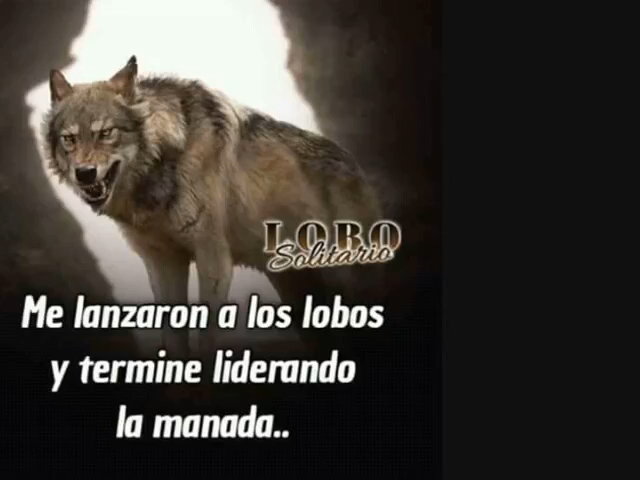 LOBO
Solitario
Me lanzaron a los lobos
y termine liderando
la manada..